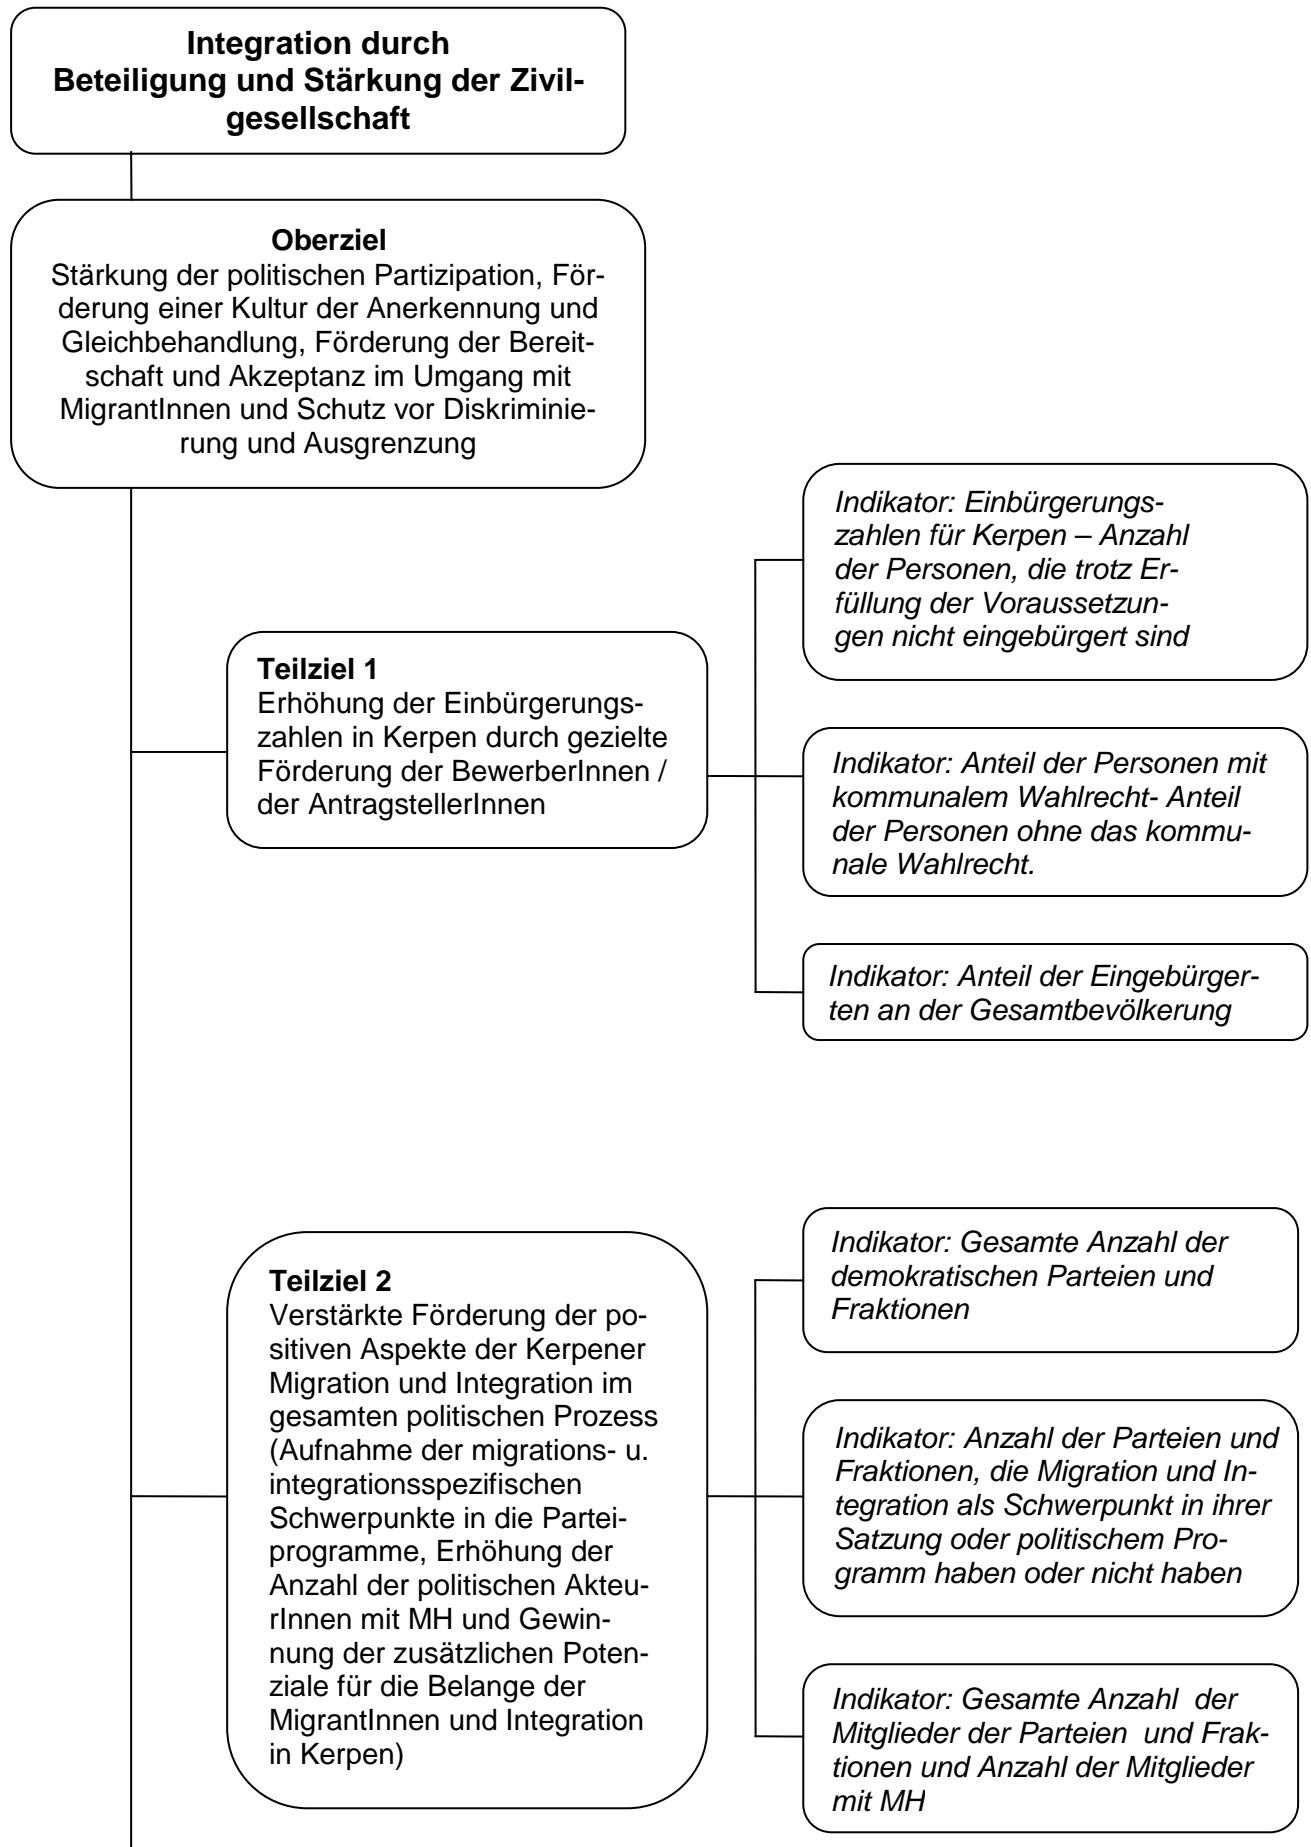 Integration durch
Beteiligung und Stärkung der Zivil-
gesellschaft
Oberziel
Stärkung der politischen Partizipation, För-
derung einer Kultur der Anerkennung und
Gleichbehandlung, Förderung der Bereit-
schaft und Akzeptanz im Umgang mit
MigrantInnen und Schutz vor Diskriminie-
rung und Ausgrenzung
Teilziel 1
Erhöhung der Einbürgerungs-
zahlen in Kerpen durch gezielte
Förderung der BewerberInnen /
der AntragstellerInnen
Indikator: Einbürgerungs-
zahlen für Kerpen – Anzahl
der Personen, die trotz Er-
füllung der Voraussetzun-
gen nicht eingebürgert sind
Indikator: Anteil der Personen mit
kommunalem Wahlrecht- Anteil
der Personen ohne das kommu-
nale Wahlrecht.
Indikator: Anteil der Eingebürger-
ten an der Gesamtbevölkerung
Teilziel 2
Verstärkte Förderung der po-
sitiven Aspekte der Kerpener
Migration und Integration im
gesamten politischen Prozess
(Aufnahme der migrations- u.
integrationsspezifischen
Schwerpunkte in die Partei-
programme, Erhöhung der
Anzahl der politischen Akteu-
rInnen mit MH und Gewin-
nung der zusätzlichen Poten-
ziale für die Belange der
MigrantInnen und Integration
in Kerpen)
Indikator: Gesamte Anzahl der
demokratischen Parteien und
Fraktionen
Indikator: Anzahl der Parteien und
Fraktionen, die Migration und In-
tegration als Schwerpunkt in ihrer
Satzung oder politischem Pro-
gramm haben oder nicht haben
Indikator: Gesamte Anzahl  der
Mitglieder der Parteien  und Frak-
tionen und Anzahl der Mitglieder
mit MH